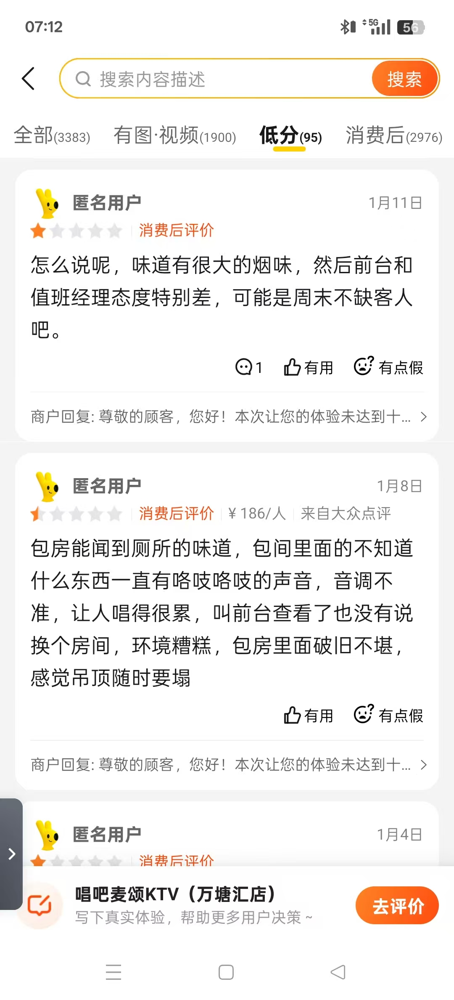 07:12
5G
56
搜索内容描述
搜索
全部(3383) 有图·视频(1900) 低分(95) 消费后(2976)
匿名用户 1月11日
消费后评价
怎么说呢，味道有很大的烟味，然后前台和
值班经理态度特别差，可能是周末不缺客人
吧。
1 有用 有点假
商户回复: 尊敬的顾客，您好！本次让您的体验未达到十...
匿名用户 1月8日
消费后评价 ¥ 186/人 来自大众点评
包房能闻到厕所的味道，包间里面的不知道
什么东西一直有咯吱咯吱的声音，音调不
准，让人唱得很累，叫前台查看了也没有说
换个房间，环境糟糕，包房里面破旧不堪，
感觉吊顶随时要塌
有用 有点假
商户回复: 尊敬的顾客，您好！本次让您的体验未达到十...
匿名用户 1月4日
消费后评价
唱吧麦颂KTV（万塘汇店）
写下真实体验，帮助更多用户决策 ~
去评价